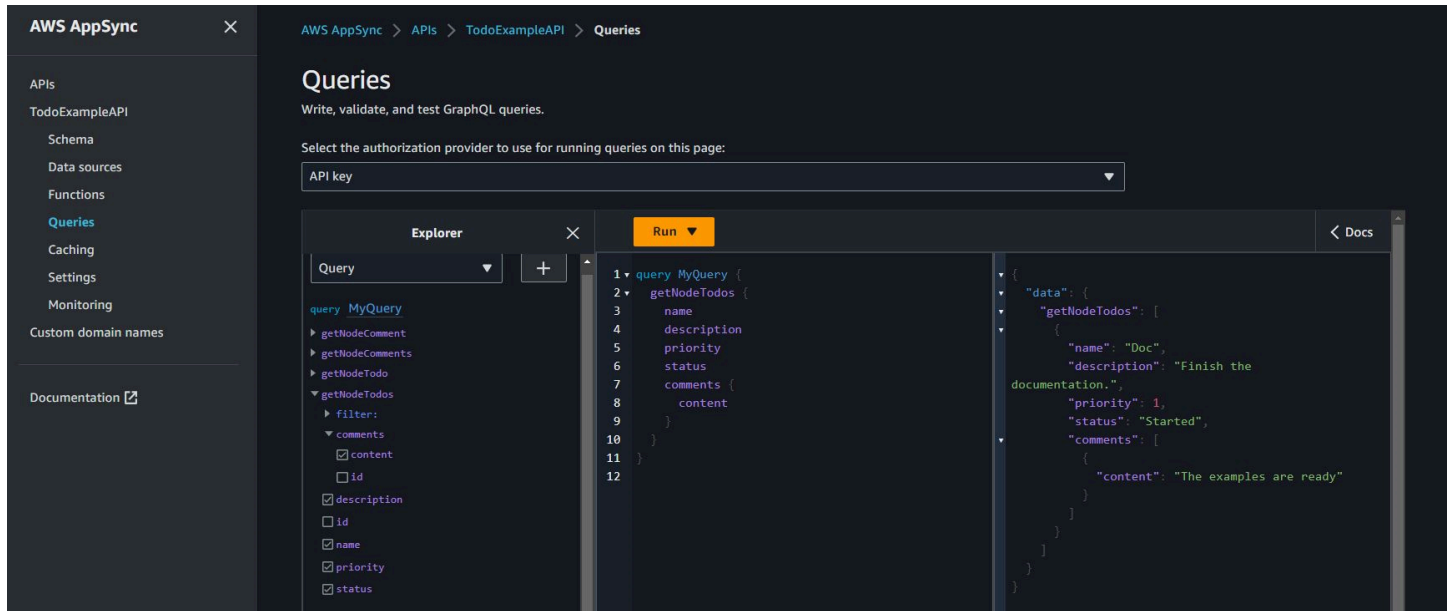 AWS AppSync
APIs
TodoExampleAPI
Schema
Data sources
Functions
Queries
Caching
Settings
Monitoring
Custom domain names
Documentation
AWS AppSync > APIs > TodoExampleAPI > Queries
Queries
Write, validate, and test GraphQL queries.
Select the authorization provider to use for running queries on this page:
API key
Explorer
Query
+
query MyQuery
getNodeComment
getNodeComments
getNodeTodo
getNodeTodos
filter:
comments
content
id
description
id
name
priority
status
Run
< Docs
1 query MyQuery {
2 getNodeTodos {
3 name
4 description
5 priority
6 status
7 comments {
8 content
9 }
10 }
11 }
12
{
"data": {
"getNodeTodos": [
{
"name": "Doc",
"description": "Finish the
documentation.",
"priority": 1,
"status": "Started",
"comments": [
{
"content": "The examples are ready"
}
]
}
]
}
}